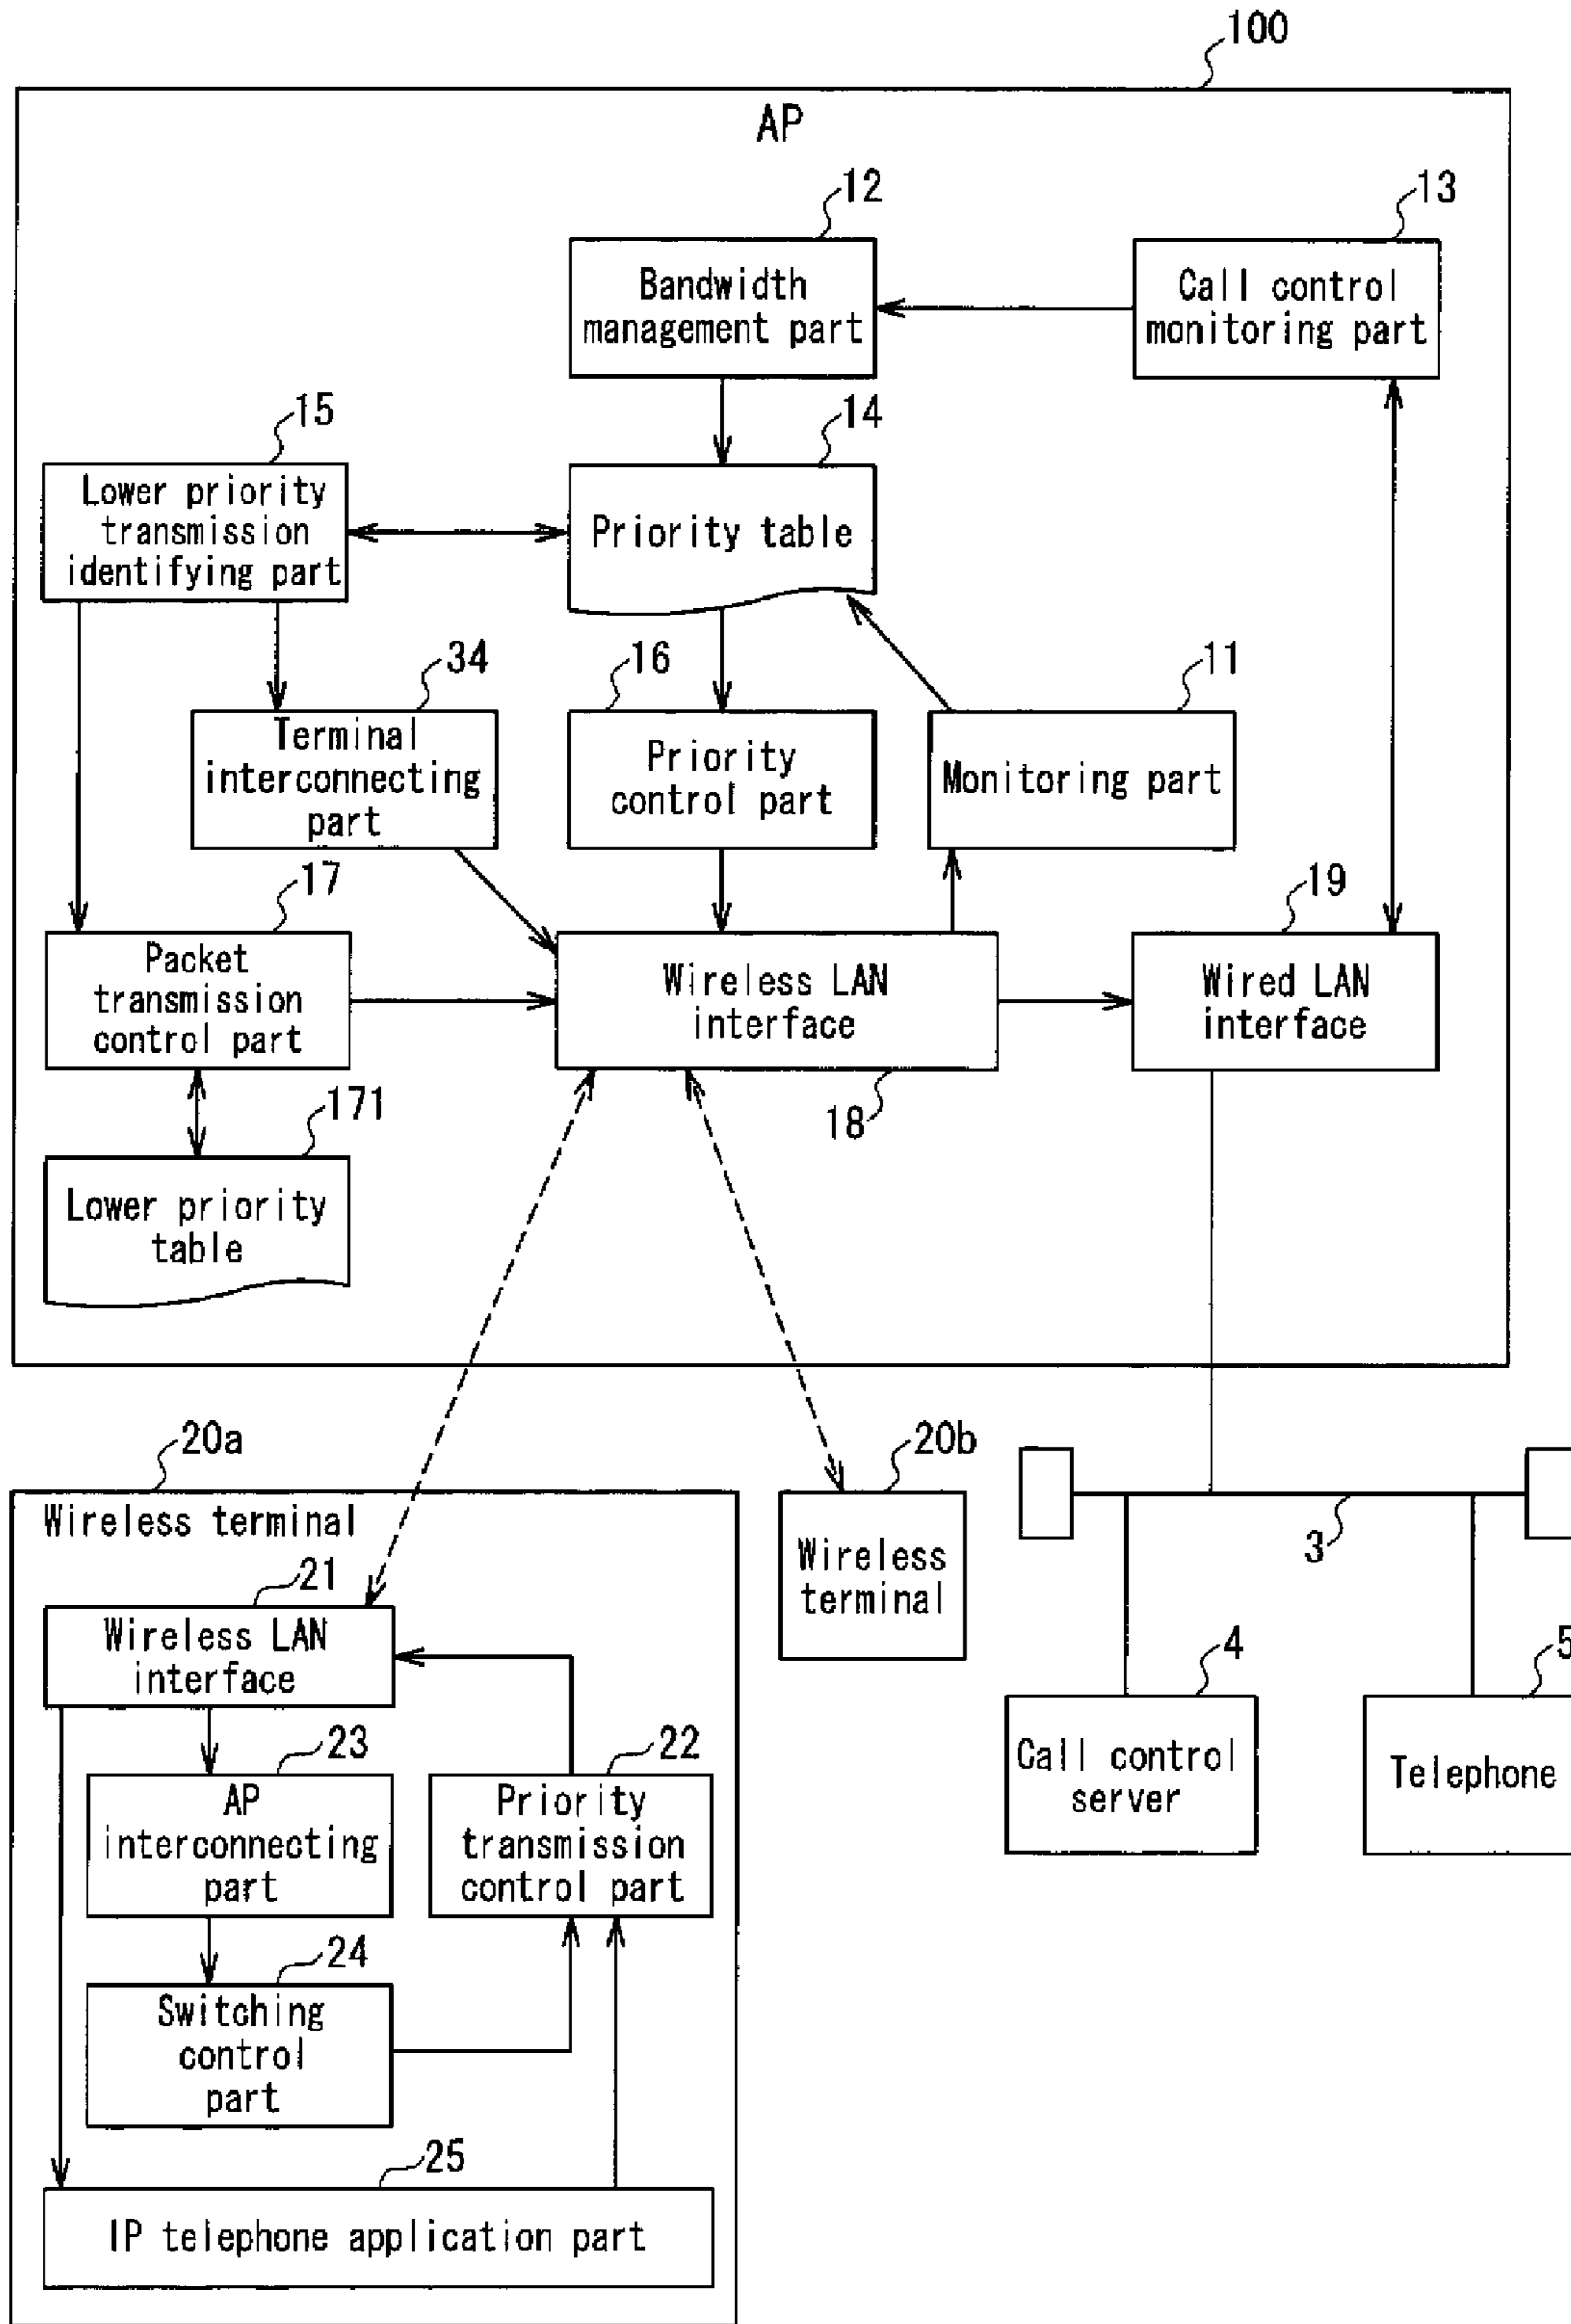 100
AP
12
13
Bandwidth
management part
Call control
monitoring part
15
14
Lower priority
transmission
identifying part
Priority table
34
16
11
Terminal
interconnecting
part
Priority
control part
Monitoring part
17
19
Packet
transmission
control part
Wireless LAN
interface
Wired LAN
interface
18
171
Lower priority
table
20a
20b
Wireless terminal
21
Wireless LAN
interface
Wireless
terminal
3
4
5
23
22
AP
interconnecting
part
Priority
transmission
control part
Call control
server
Telephone
24
Switching
control
part
25
IP telephone application part